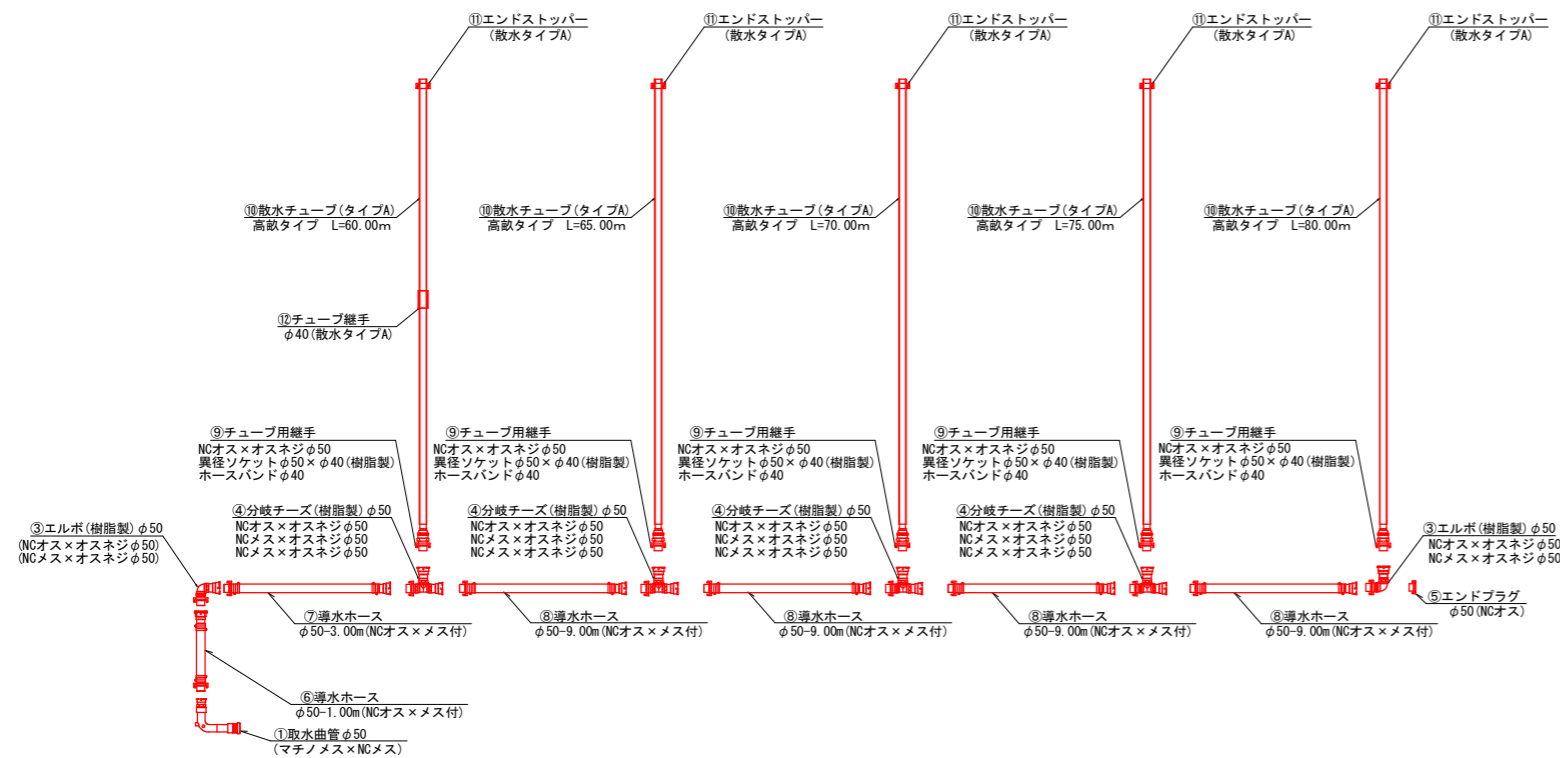 ⑪エンドストッパー
(散水タイプA)
⑪エンドストッパー
(散水タイプA)
⑪エンドストッパー
(散水タイプA)
⑪エンドストッパー
(散水タイプA)
⑪エンドストッパー
(散水タイプA)
⑩散水チューブ(タイプA)
高畝タイプ L=60.00m
⑩散水チューブ(タイプA)
高畝タイプ L=65.00m
⑩散水チューブ(タイプA)
高畝タイプ L=70.00m
⑩散水チューブ(タイプA)
高畝タイプ L=75.00m
⑩散水チューブ(タイプA)
高畝タイプ L=80.00m
⑫チューブ継手
φ40(散水タイプA)
⑨チューブ用継手
NCオス×オスネジφ50
異径ソケットφ50×φ40(樹脂製)
ホースバンドφ40
⑨チューブ用継手
NCオス×オスネジφ50
異径ソケットφ50×φ40(樹脂製)
ホースバンドφ40
⑨チューブ用継手
NCオス×オスネジφ50
異径ソケットφ50×φ40(樹脂製)
ホースバンドφ40
⑨チューブ用継手
NCオス×オスネジφ50
異径ソケットφ50×φ40(樹脂製)
ホースバンドφ40
⑨チューブ用継手
NCオス×オスネジφ50
異径ソケットφ50×φ40(樹脂製)
ホースバンドφ40
③エルボ(樹脂製)φ50
(NCオス×オスネジφ50)
(NCメス×オスネジφ50)
④分岐チーズ(樹脂製)φ50
NCオス×オスネジφ50
NCメス×オスネジφ50
NCメス×オスネジφ50
④分岐チーズ(樹脂製)φ50
NCオス×オスネジφ50
NCメス×オスネジφ50
NCメス×オスネジφ50
④分岐チーズ(樹脂製)φ50
NCオス×オスネジφ50
NCメス×オスネジφ50
NCメス×オスネジφ50
④分岐チーズ(樹脂製)φ50
NCオス×オスネジφ50
NCメス×オスネジφ50
NCメス×オスネジφ50
③エルボ(樹脂製)φ50
NCオス×オスネジφ50
NCメス×オスネジφ50
⑦導水ホース
φ50-3.00m(NCオス×メス付)
⑧導水ホース
φ50-9.00m(NCオス×メス付)
⑧導水ホース
φ50-9.00m(NCオス×メス付)
⑧導水ホース
φ50-9.00m(NCオス×メス付)
⑧導水ホース
φ50-9.00m(NCオス×メス付)
⑤エンドプラグ
φ50(NCオス)
⑥導水ホース
φ50-1.00m(NCオス×メス付)
①取水曲管φ50
(マチノメス×NCメス)